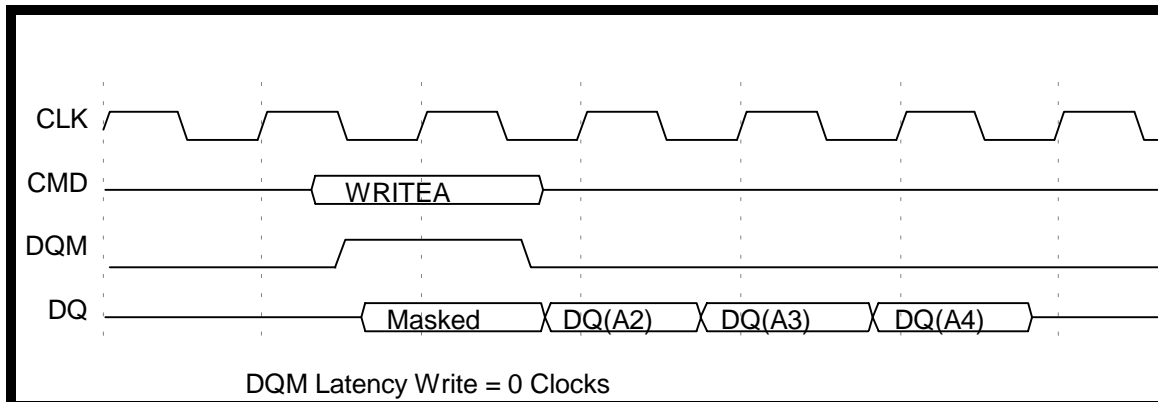 CLK
CMD WRITEA
DQM
DQ Masked DQ(A2) DQ(A3) DQ(A4)
DQM Latency Write = 0 Clocks